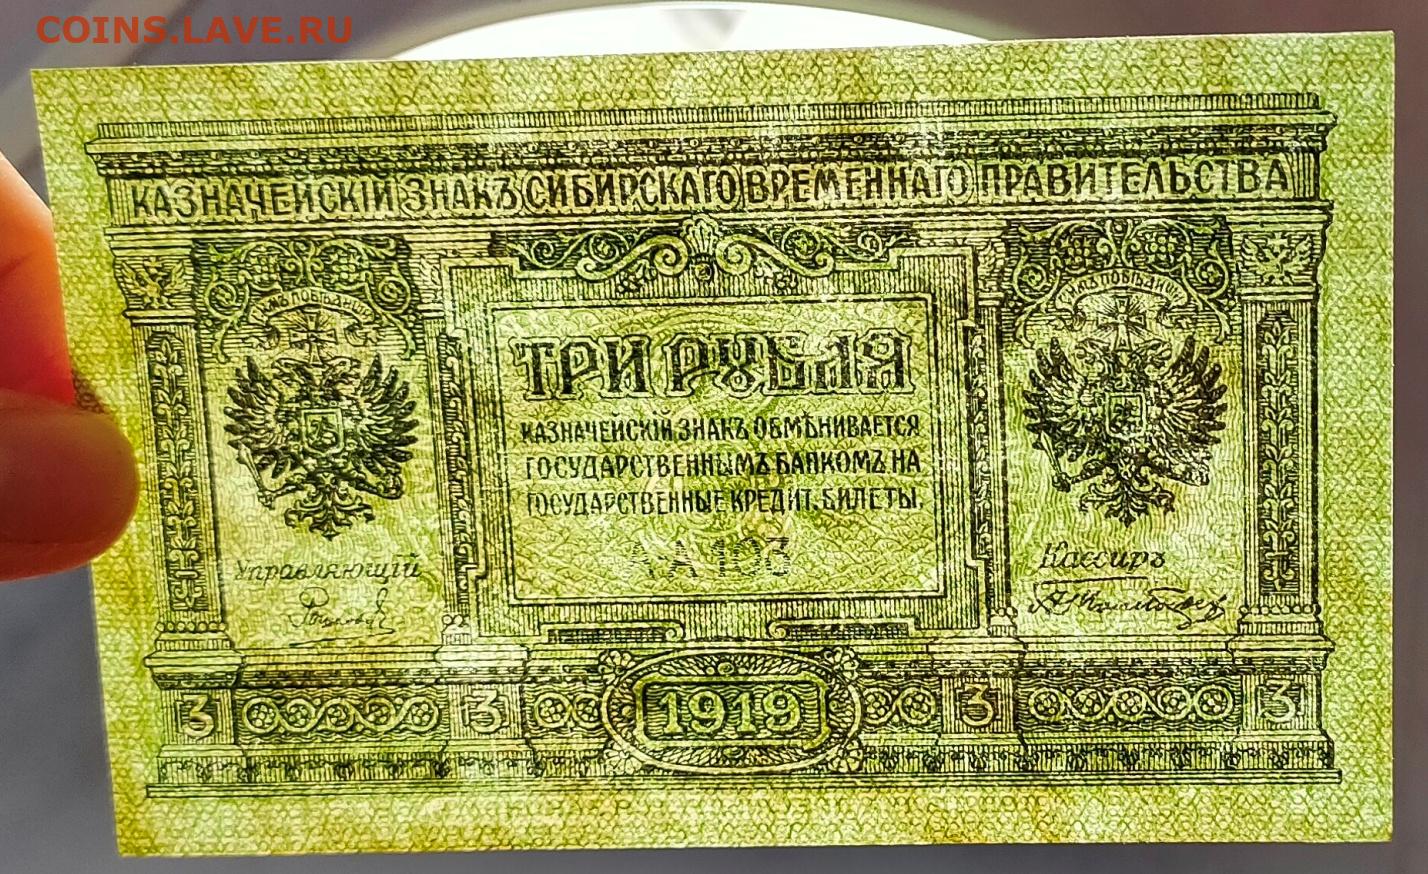 COINS.LAVE.RU
КАЗНАЧЕЙСКIЙ ЗНАКЪ СИБИРСКАГО ВРЕМЕННАГО ПРАВИТЕЛЬСТВА
ТРИ РУБЛЯ
КАЗНАЧЕЙСКIЙ ЗНАКЪ ОБМѢНИВАЕТСЯ
ГОСУДАРСТВЕННЫМЪ БАНКОМЪ НА
ГОСУДАРСТВЕННЫЕ КРЕДИТ. БИЛЕТЫ.
А-А 103
Управляющiй
Кассиръ
3 3 1919 3 3